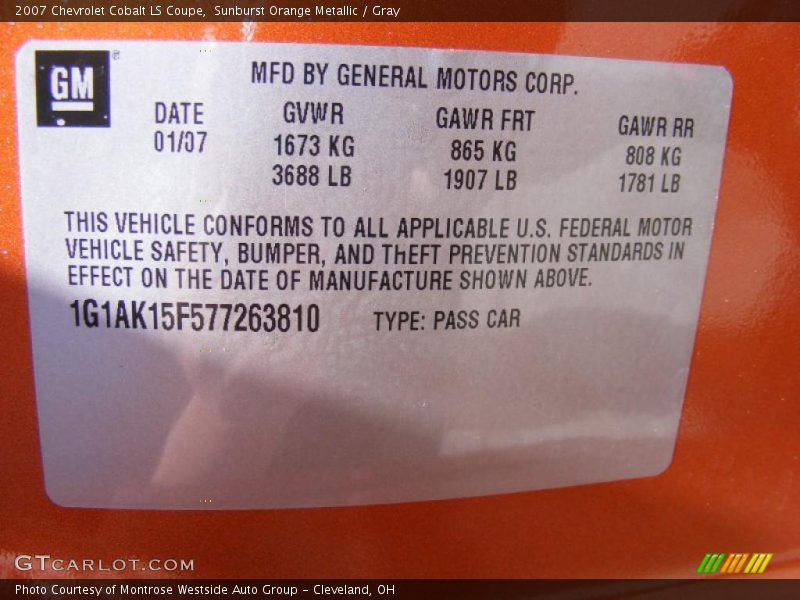 2007 Chevrolet Cobalt LS Coupe,  Sunburst Orange Metallic / Gray
GM ®
MFD BY GENERAL MOTORS CORP.
DATE GVWR GAWR FRT GAWR RR
01/07 1673 KG 865 KG 808 KG
3688 LB 1907 LB 1781 LB
THIS VEHICLE CONFORMS TO ALL APPLICABLE U.S. FEDERAL MOTOR
VEHICLE SAFETY, BUMPER, AND THEFT PREVENTION STANDARDS IN
EFFECT ON THE DATE OF MANUFACTURE SHOWN ABOVE.
1G1AK15F577263810 TYPE: PASS CAR
GTCARLOT.COM
Photo Courtesy of Montrose Westside Auto Group - Cleveland, OH